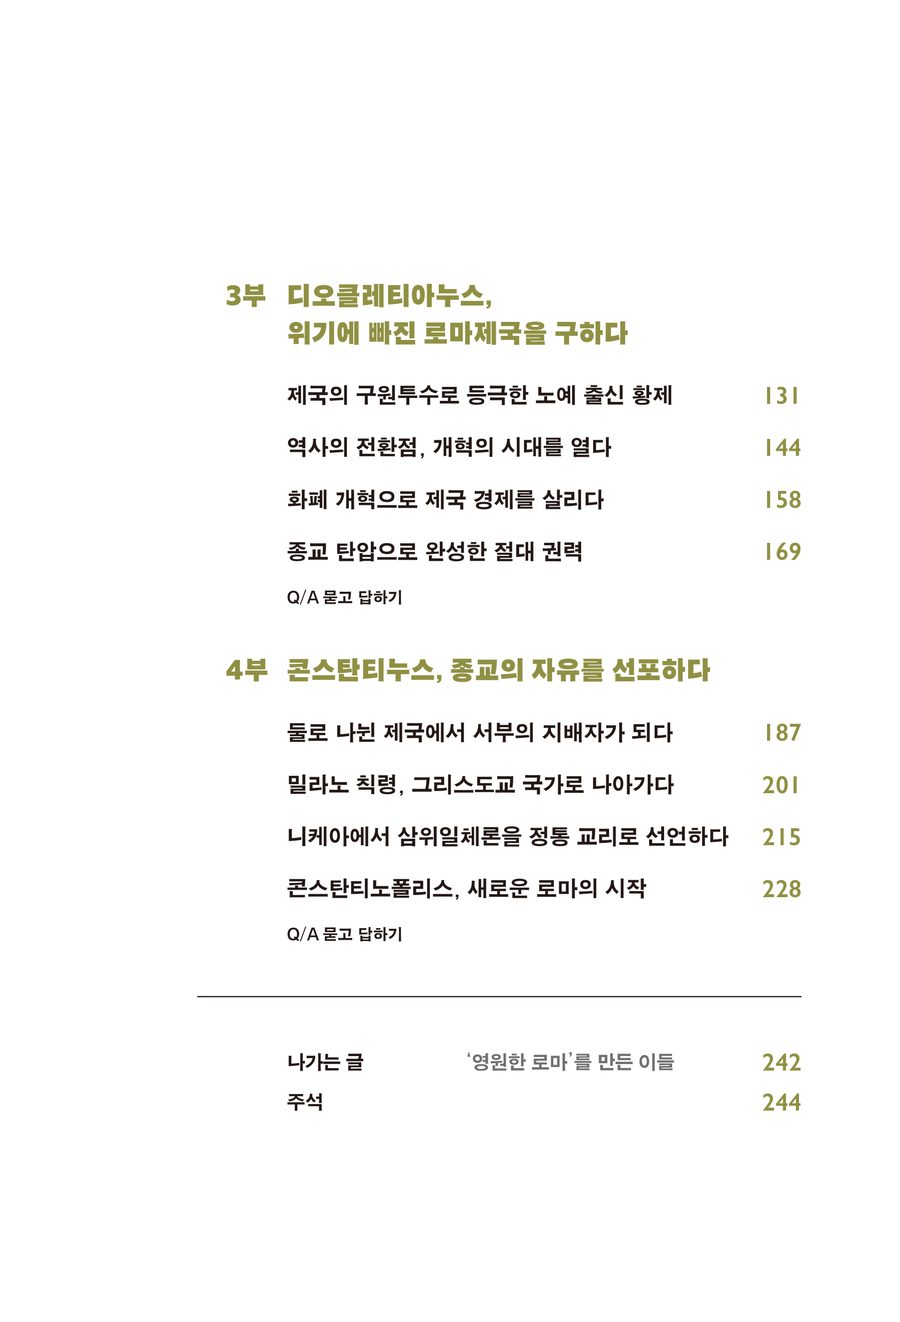 3부 디오클레티아누스,
위기에 빠진 로마제국을 구하다
제국의 구원투수로 등극한 노예 출신 황제 131
역사의 전환점, 개혁의 시대를 열다 144
화폐 개혁으로 제국 경제를 살리다 158
종교 탄압으로 완성한 절대 권력 169
Q/A 묻고 답하기
4부 콘스탄티누스, 종교의 자유를 선포하다
둘로 나뉜 제국에서 서부의 지배자가 되다 187
밀라노 칙령, 그리스도교 국가로 나아가다 201
니케아에서 삼위일체론을 정통 교리로 선언하다 215
콘스탄티노폴리스, 새로운 로마의 시작 228
Q/A 묻고 답하기
나가는 글 ‘영원한 로마’를 만든 이들 242
주석 244